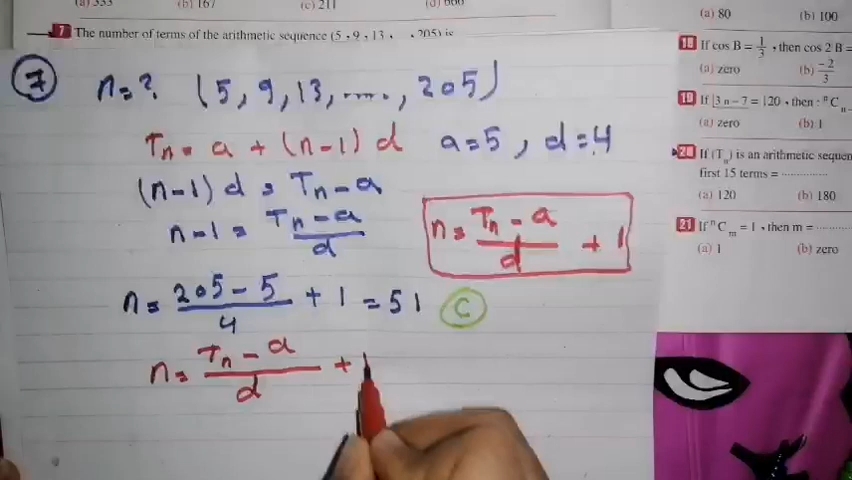 (a) 333 (b) 167 (c) 211 (d) 666
7 The number of terms of the arithmetic sequence (5 , 9 , 13 , , 205) is
7 n = ? (5, 9, 13, ....., 205)
Tn = a + (n-1) d a = 5 , d = 4
(n-1) d = Tn - a
n-1 = Tn - a / d
n = Tn - a / d + 1
n = 205 - 5 / 4 + 1 = 51 C
n = Tn - a / d +
(a) 80 (b) 100
18 If cos B = 1/3 , then cos 2 B =
(a) zero (b) -2/3
19 If |3 n - 7 = 120 , then : ⁿC
(a) zero (b) 1
20 If (Tn) is an arithmetic sequen
first 15 terms = ............
(a) 120 (b) 180
21 If ⁿCm = 1 , then m = .........
(a) 1 (b) zero